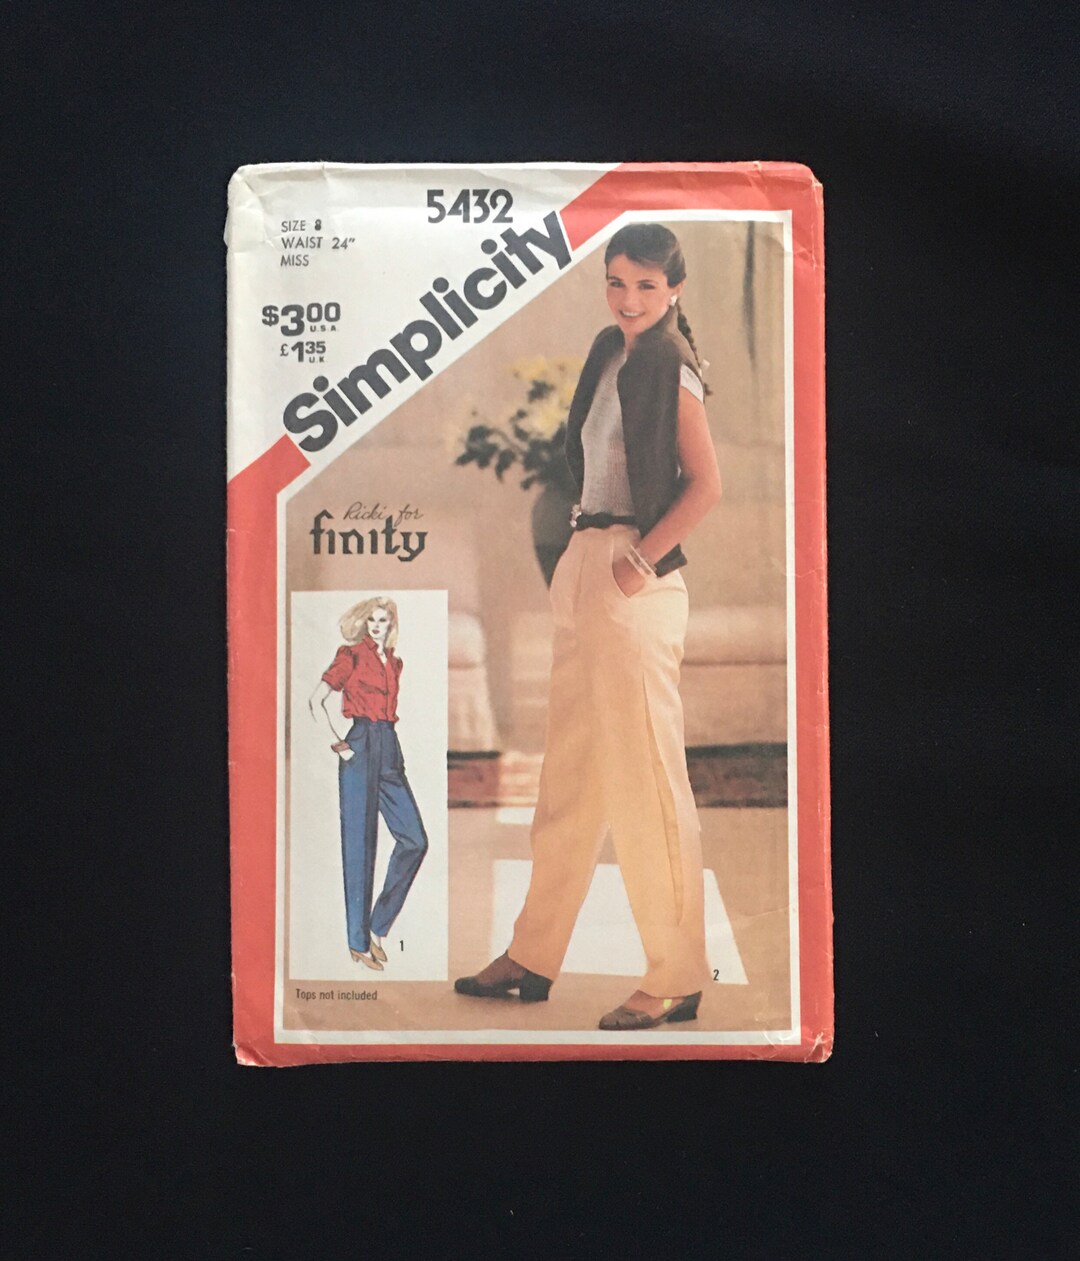 5432
SIZE 8
WAIST 24"
MISS
$3.00
U.S.A
£1.35
U.K
Simplicity
Ricki for
finity
1
2
Tops not included